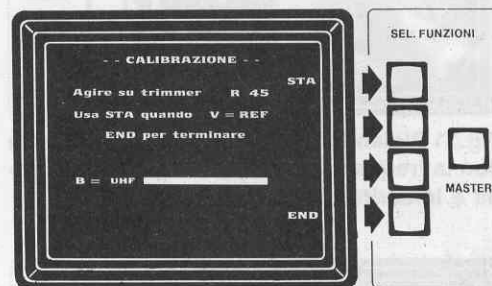 SEL. FUNZIONI
- - CALIBRAZIONE - -
STA
Agire su trimmer R 45
Usa STA quando V = REF
END per terminare
B = UHF
MASTER
END